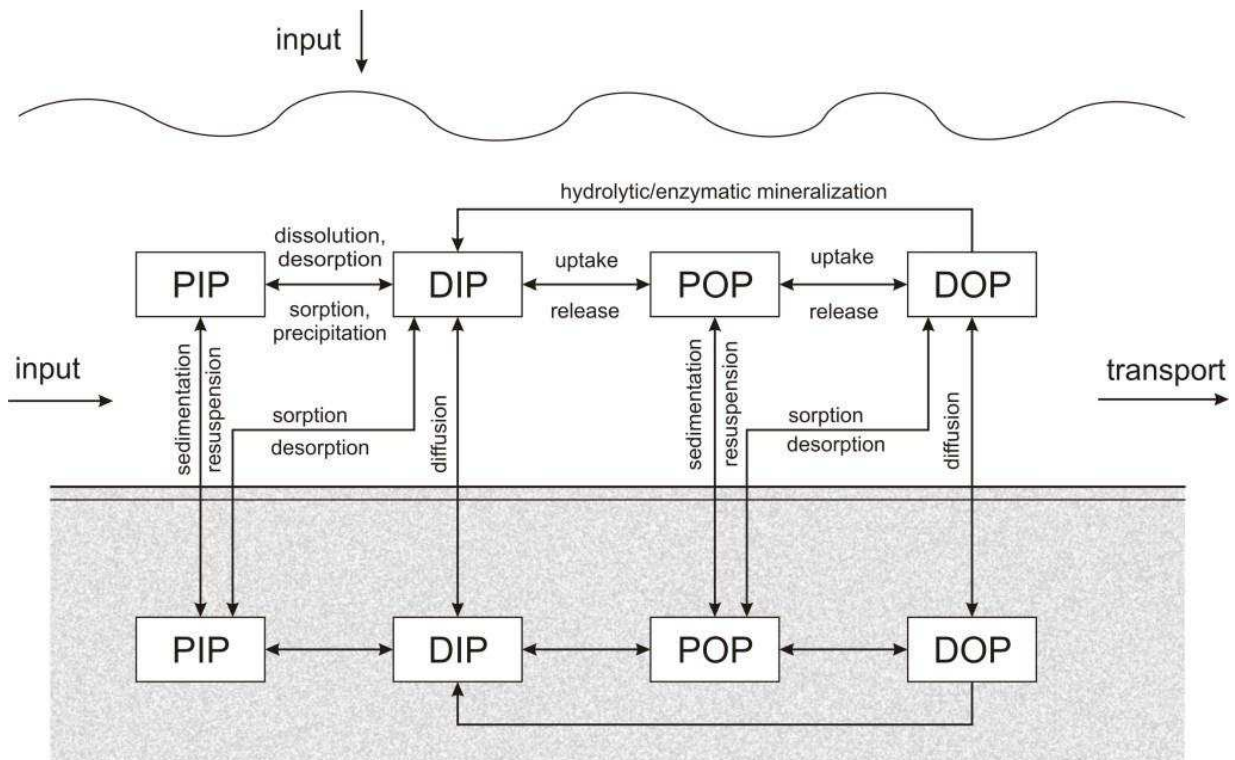 input
hydrolytic/enzymatic mineralization
dissolution,
desorption
uptake
uptake
PIP
DIP
POP
DOP
sorption,
precipitation
release
release
input
transport
sedimentation
resuspension
sorption
desorption
diffusion
sedimentation
resuspension
sorption
desorption
diffusion
PIP
DIP
POP
DOP